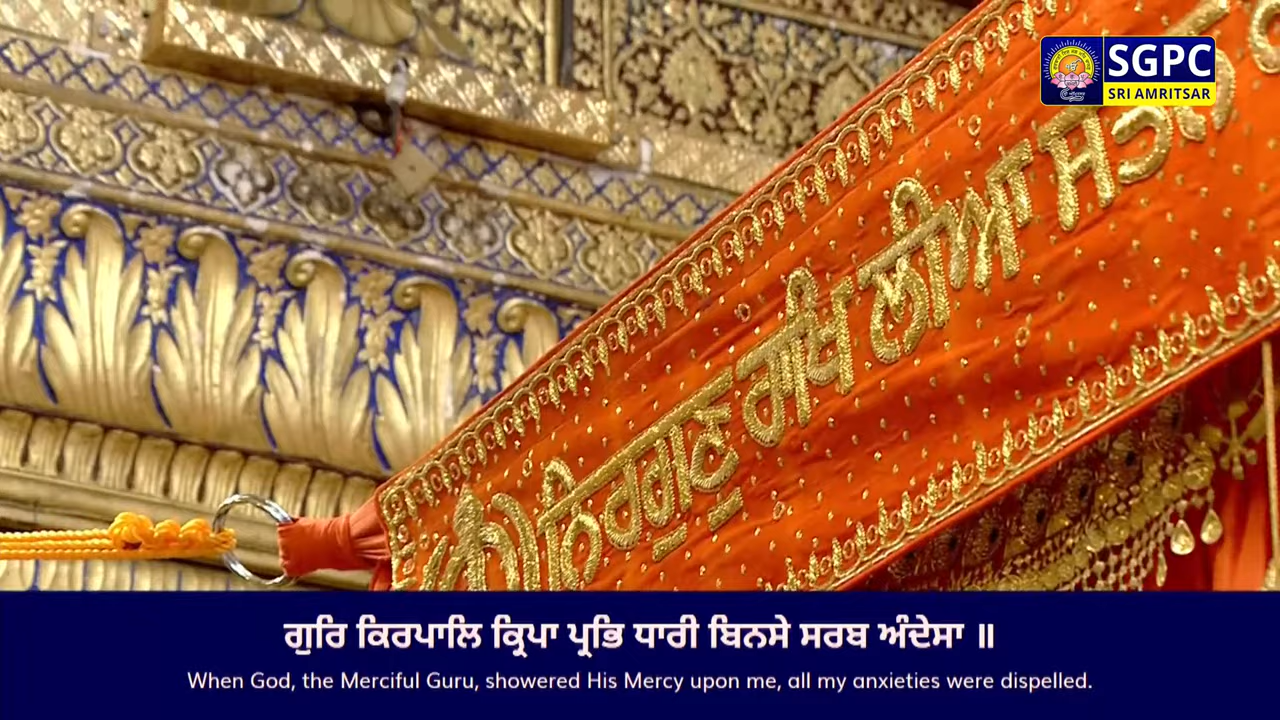 SGPC
SRI AMRITSAR
ਨਿਰਗੁਣੁ ਰਾਖਿ ਲੀਆ
ਗੁਰਿ ਕਿਰਪਾਲਿ ਕ੍ਰਿਪਾ ਪ੍ਰਭਿ ਧਾਰੀ ਬਿਨਸੇ ਸਰਬ ਅੰਦੇਸਾ ॥
When God, the Merciful Guru, showered His Mercy upon me, all my anxieties were dispelled.